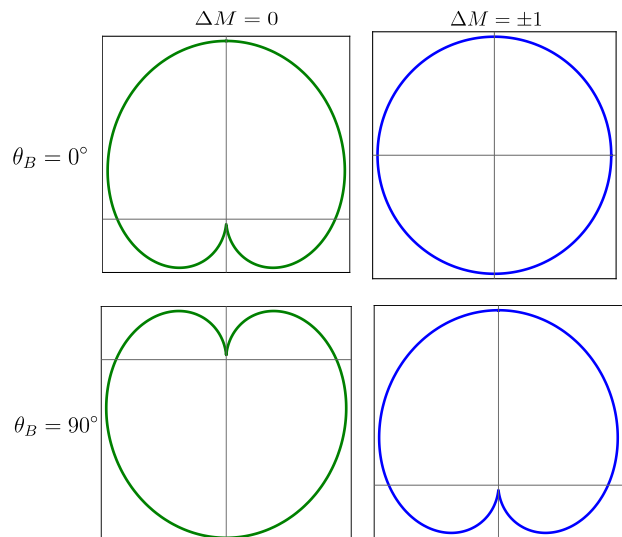 ΔM = 0
ΔM = ±1
θ_B = 0°
θ_B = 90°